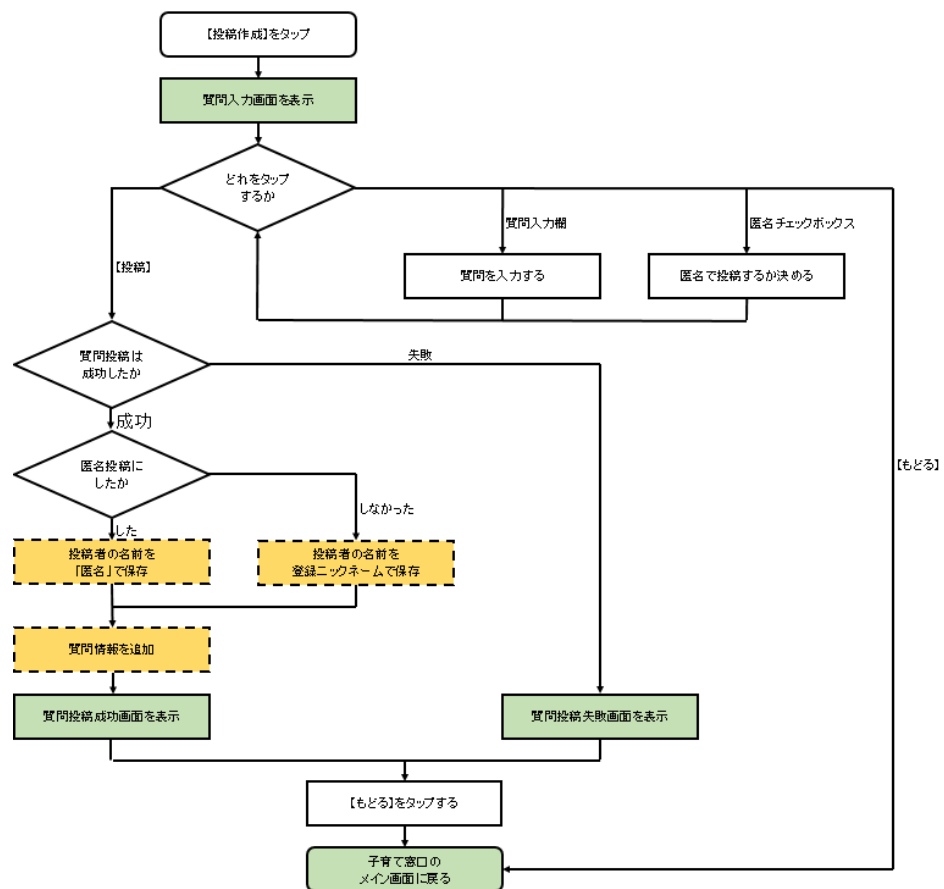 【投稿作成】をタップ
質問入力画面を表示
どれをタップ
するか
質問入力欄
匿名チェックボックス
【投稿】
質問を入力する
匿名で投稿するか決める
質問投稿は
成功したか
失敗
成功
匿名投稿に
したか
【もどる】
しなかった
した
投稿者の名前を
「匿名」で保存
投稿者の名前を
登録ニックネームで保存
質問情報を追加
質問投稿成功画面を表示
質問投稿失敗画面を表示
【もどる】をタップする
子育て窓口の
メイン画面に戻る